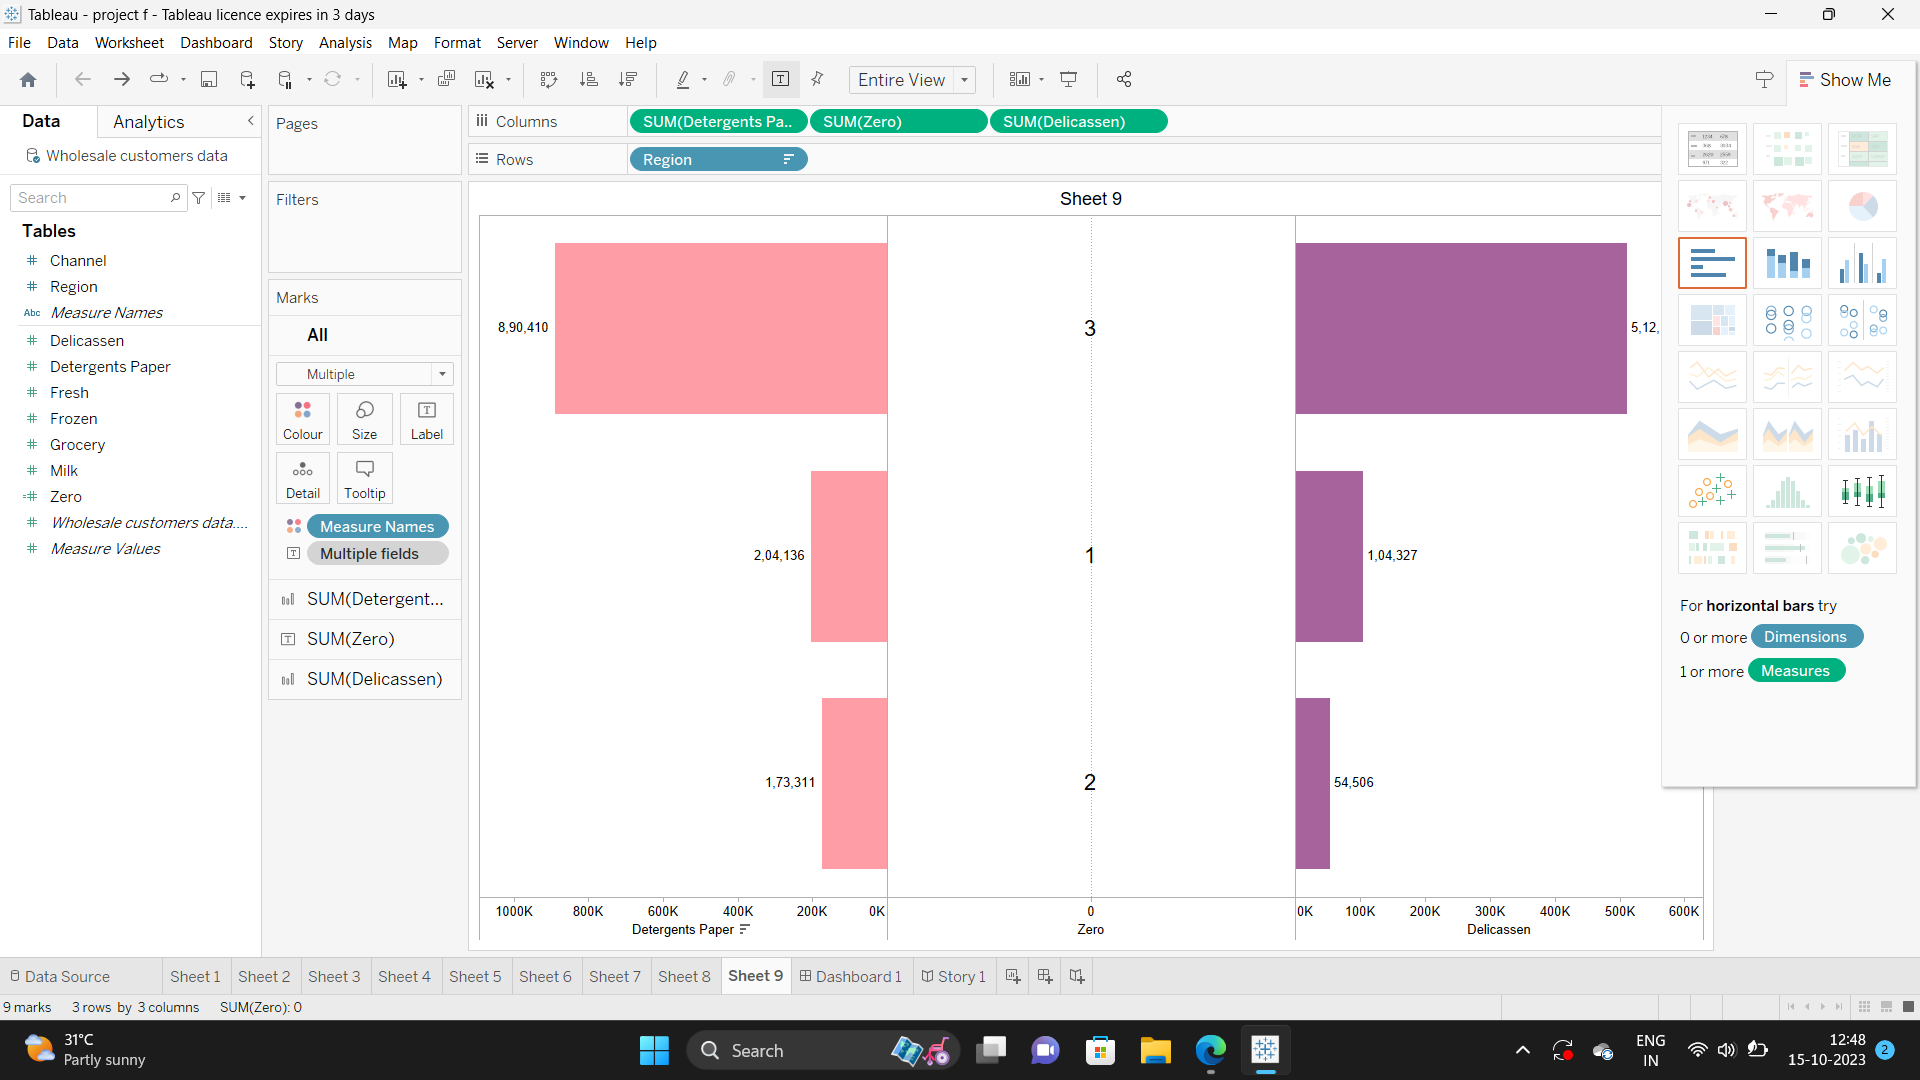 Tableau - project f - Tableau licence expires in 3 days
File Data Worksheet Dashboard Story Analysis Map Format Server Window Help
Entire View
Show Me
Data
Analytics
Wholesale customers data
Search
Tables
Channel
Region
Abc Measure Names
Delicassen
Detergents Paper
Fresh
Frozen
Grocery
Milk
Zero
Wholesale customers data....
Measure Values
Pages
Filters
Marks
All
Multiple
Colour Size Label
Detail Tooltip
Measure Names
Multiple fields
SUM(Detergent...
SUM(Zero)
SUM(Delicassen)
Columns SUM(Detergents Pa.. SUM(Zero) SUM(Delicassen)
Rows Region
Sheet 9
8,90,410 3 5,12,
2,04,136 1 1,04,327
1,73,311 2 54,506
1000K 800K 600K 400K 200K 0K 0 0K 100K 200K 300K 400K 500K 600K
Detergents Paper Zero Delicassen
For horizontal bars try
0 or more Dimensions
1 or more Measures
Data Source Sheet 1 Sheet 2 Sheet 3 Sheet 4 Sheet 5 Sheet 6 Sheet 7 Sheet 8 Sheet 9 Dashboard 1 Story 1
9 marks 3 rows by 3 columns SUM(Zero): 0
31°C
Partly sunny
Search
ENG
IN
12:48
15-10-2023
2